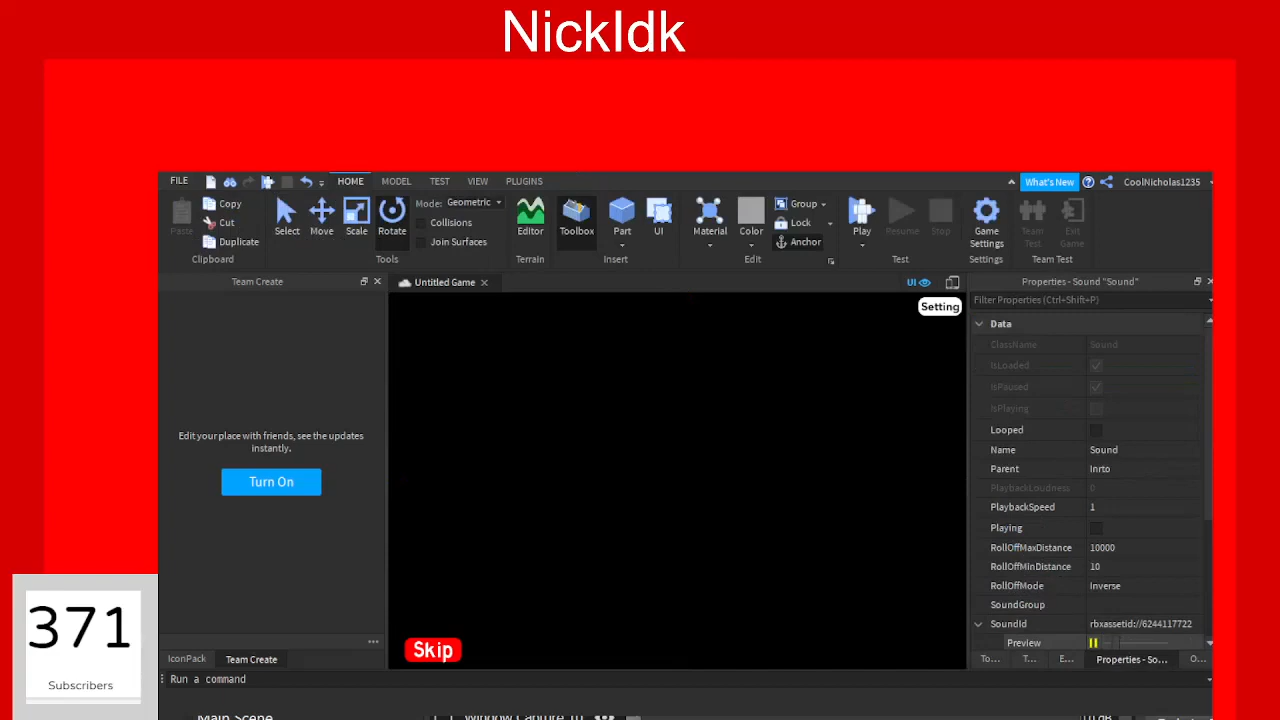 NickIdk
FILE HOME MODEL TEST VIEW PLUGINS What's New CoolNicholas1235
Paste Copy Cut Duplicate Clipboard
Select Move Scale Rotate Mode: Geometric Collisions Join Surfaces Tools
Editor Terrain
Toolbox Part UI Insert
Material Color Group Lock Anchor Edit
Play Resume Stop Test
Game Settings Settings
Team Test Exit Game Team Test
Team Create
Untitled Game UI
Properties - Sound "Sound"
Filter Properties (Ctrl+Shift+P)
Setting
Data
ClassName Sound
IsLoaded
IsPaused
IsPlaying
Looped
Name Sound
Parent Inrto
PlaybackLoudness 0
PlaybackSpeed 1
Playing
RollOffMaxDistance 10000
RollOffMinDistance 10
RollOffMode Inverse
SoundGroup
SoundId rbxassetid://6244117722
Preview
Edit your place with friends, see the updates
instantly.
Turn On
Skip
IconPack Team Create
To... T... E... Properties - So... O...
Run a command
371
Subscribers